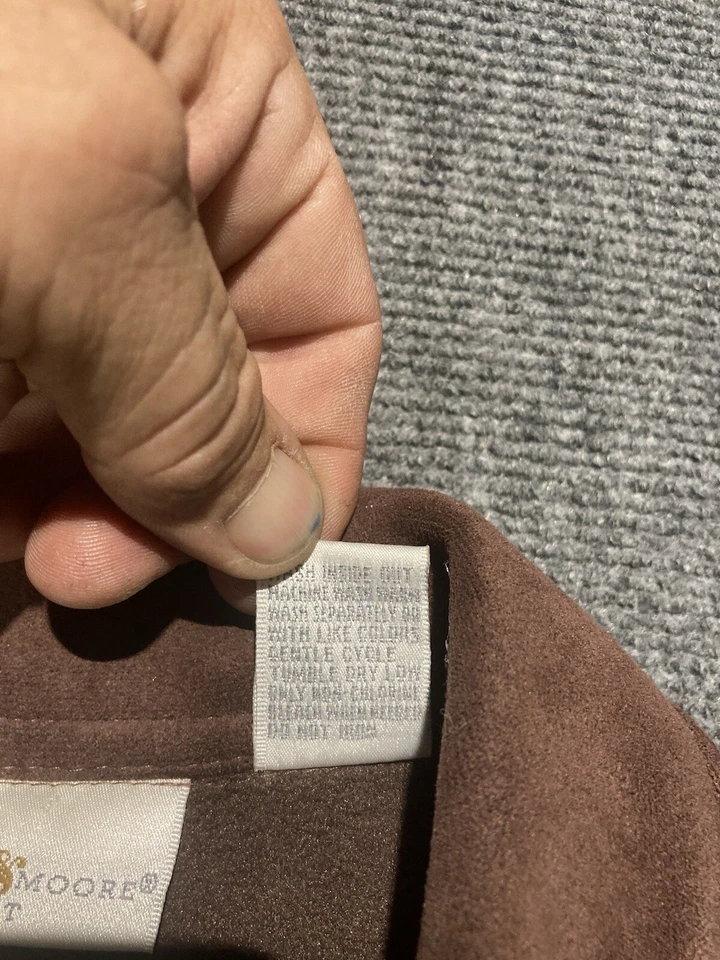 WASH INSIDE OUT
MACHINE WASH WARM
WASH SEPARATELY OR
WITH LIKE COLORS
GENTLE CYCLE
TUMBLE DRY LOW
ONLY NON-CHLORINE
BLEACH WHEN NEEDED
DO NOT IRON
& MOORE®
T